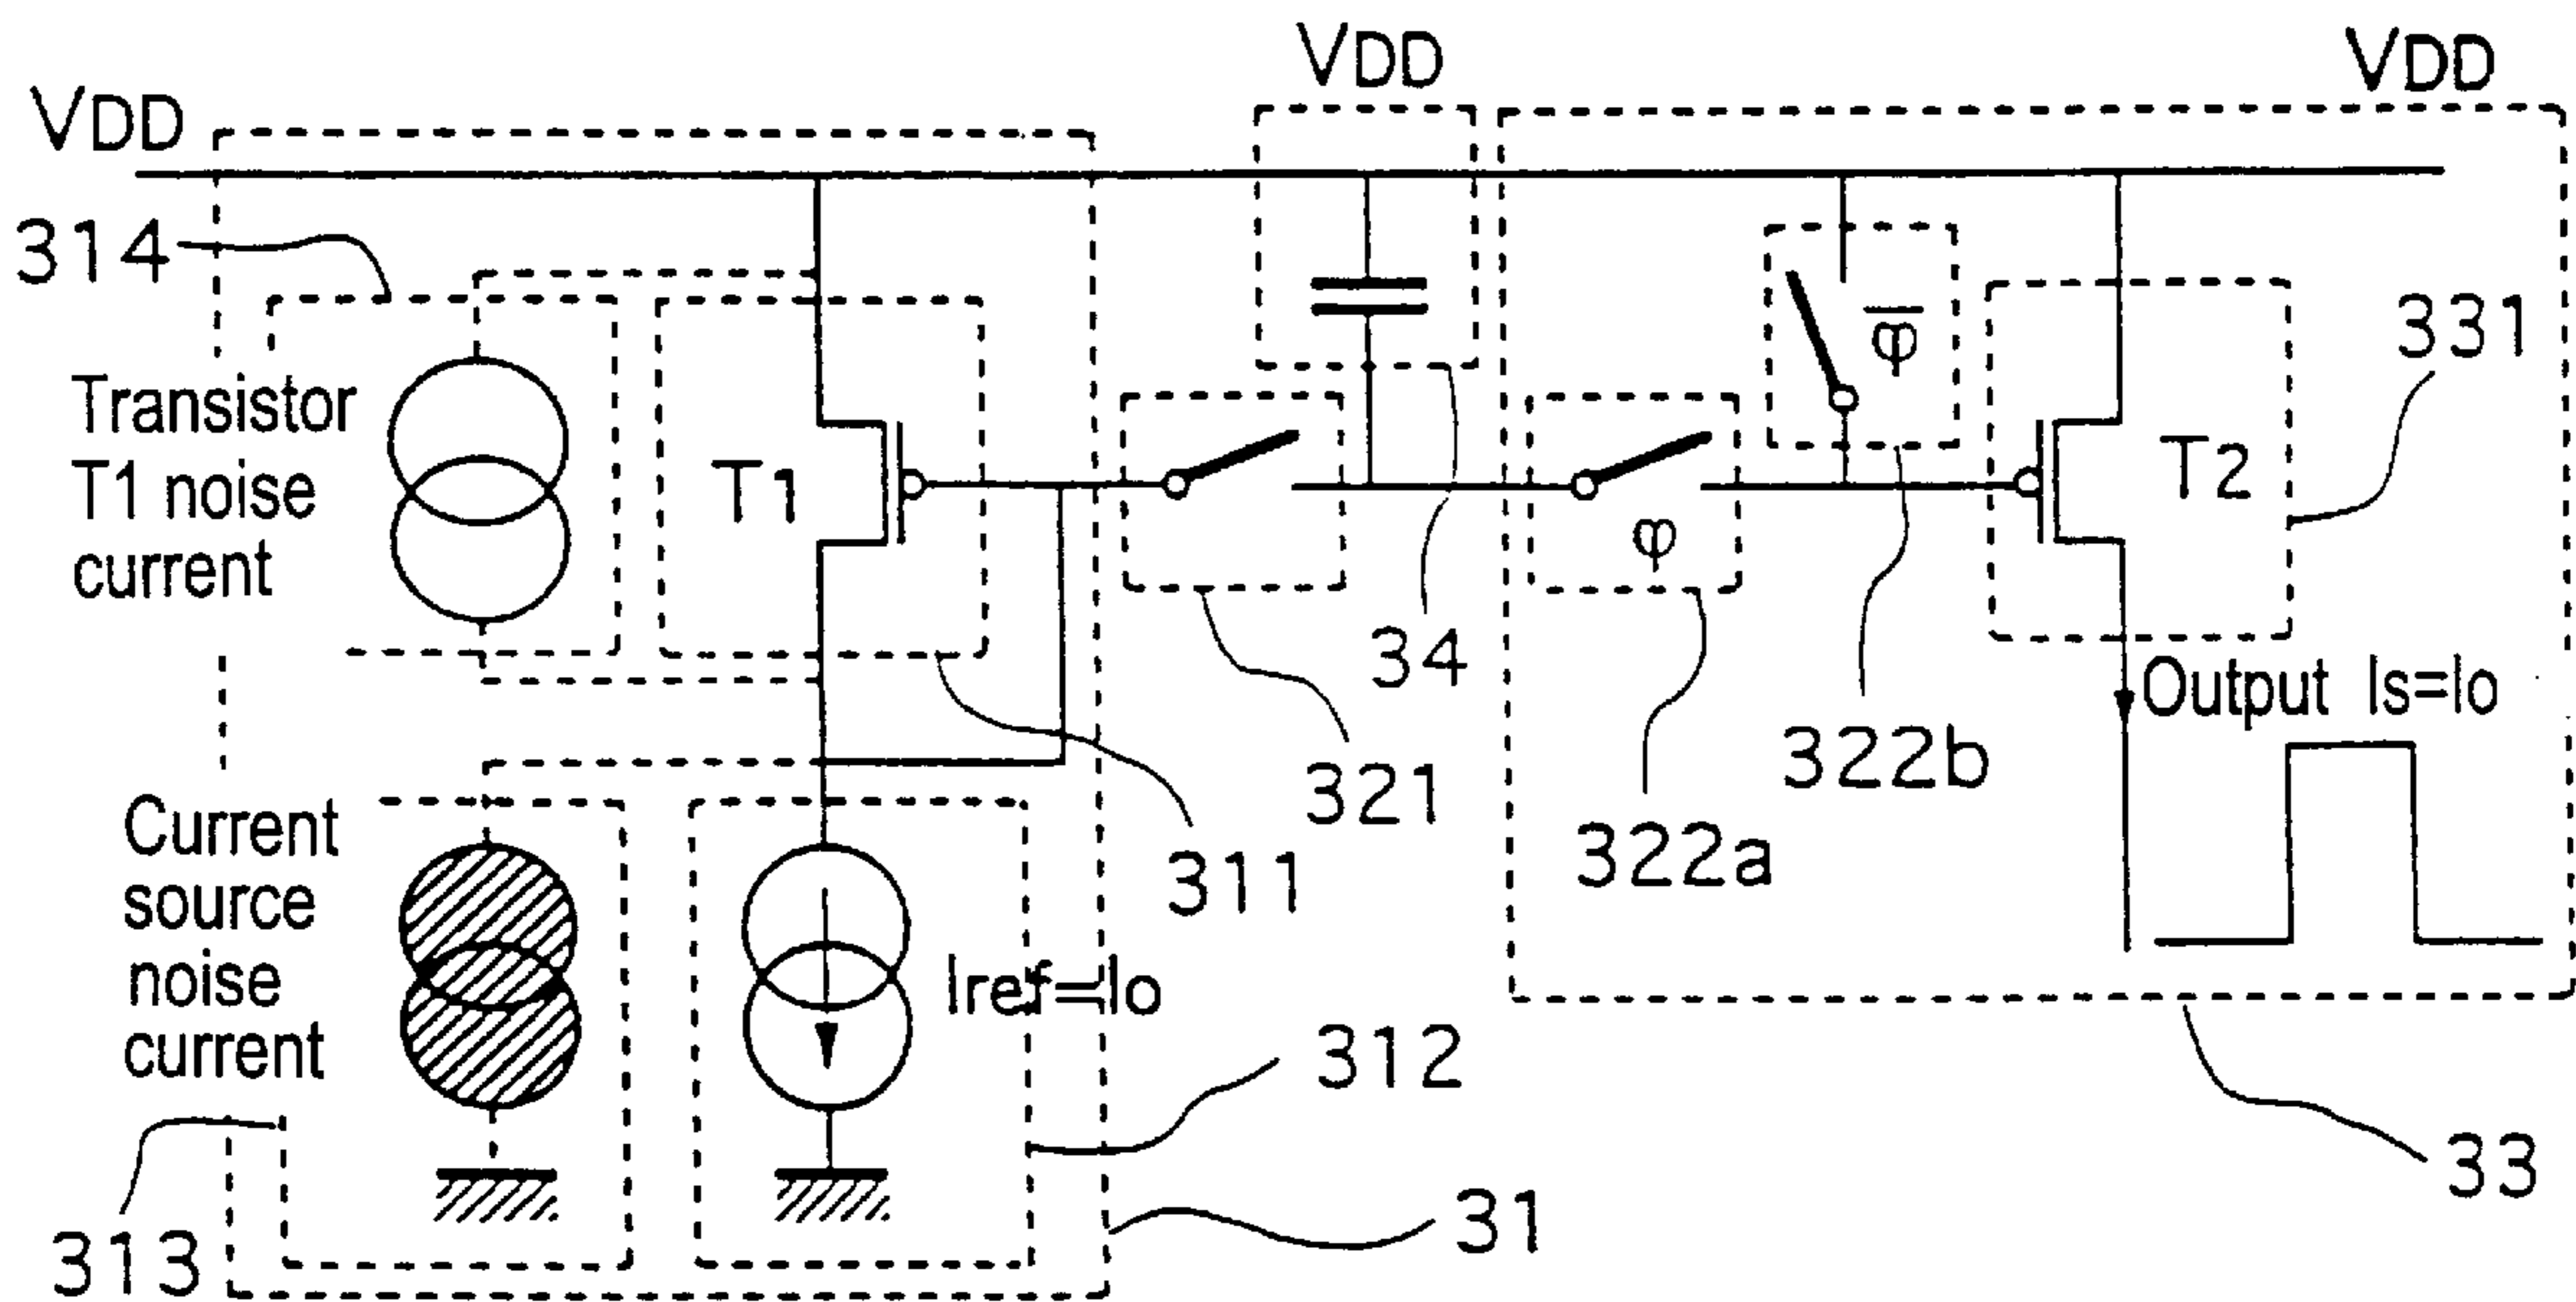 VDD
VDD
VDD
314
Transistor
T1 noise
current
T1
φ
φ̅
T2
331
34
321
322a
322b
Output Is=Io
311
Current
source
noise
current
Iref=Io
312
31
313
33